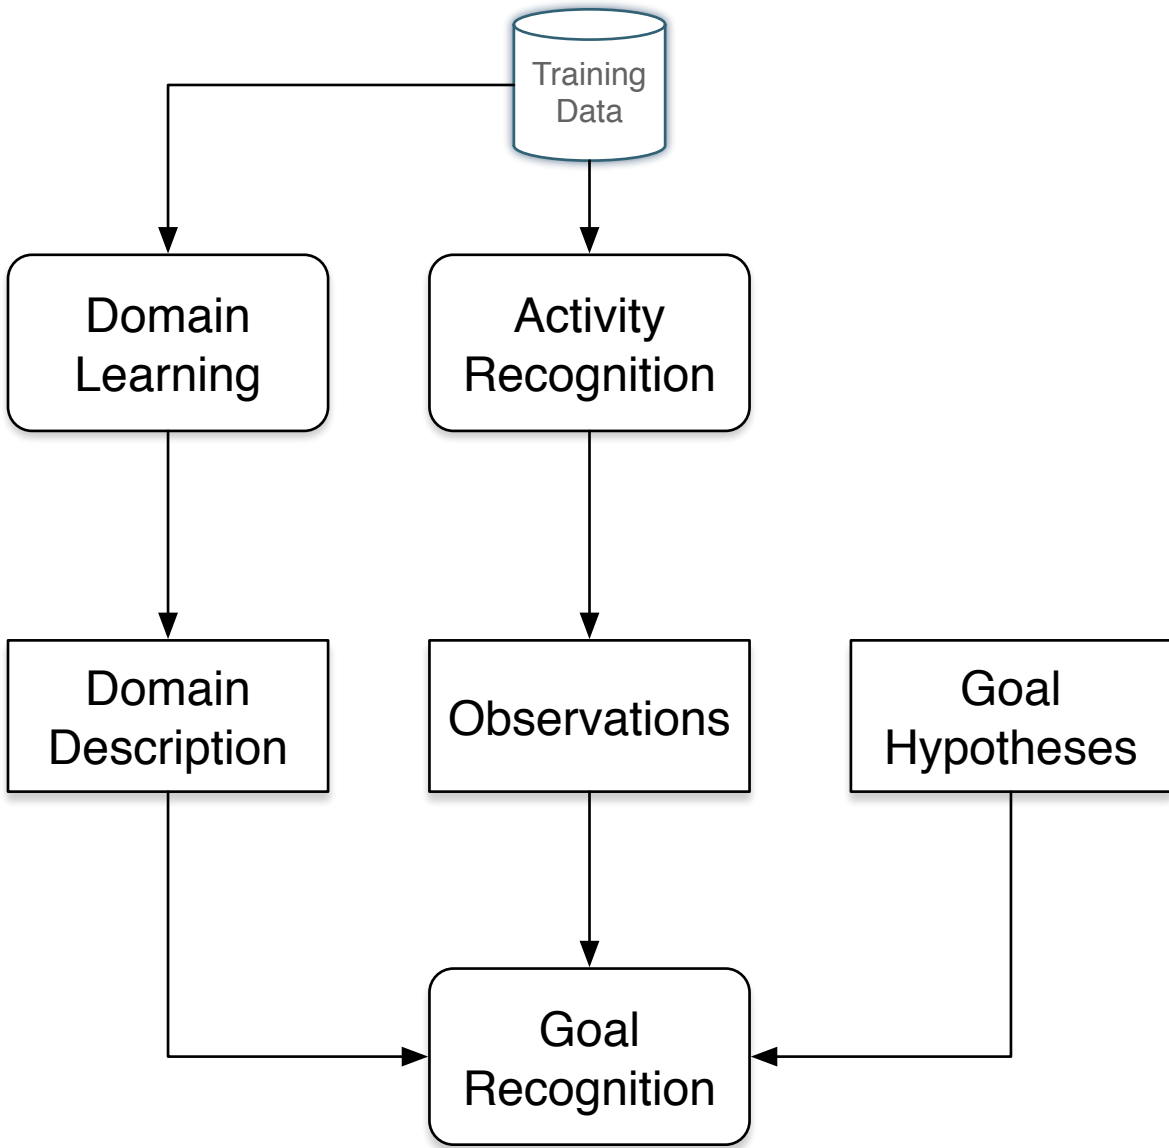 Training
Data
Domain
Learning
Activity
Recognition
Domain
Description
Observations
Goal
Hypotheses
Goal
Recognition